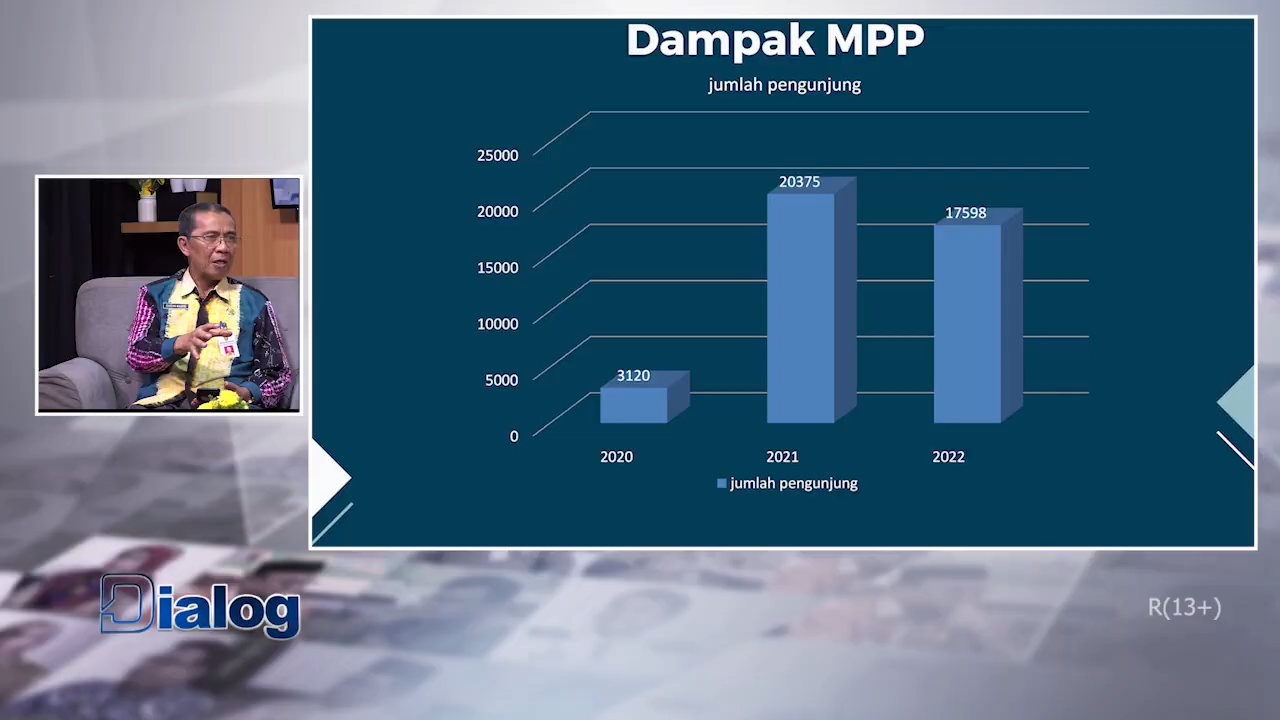 Dampak MPP
jumlah pengunjung
25000
20000
15000
10000
5000
0
3120
20375
17598
2020
2021
2022
jumlah pengunjung
Dialog
R(13+)